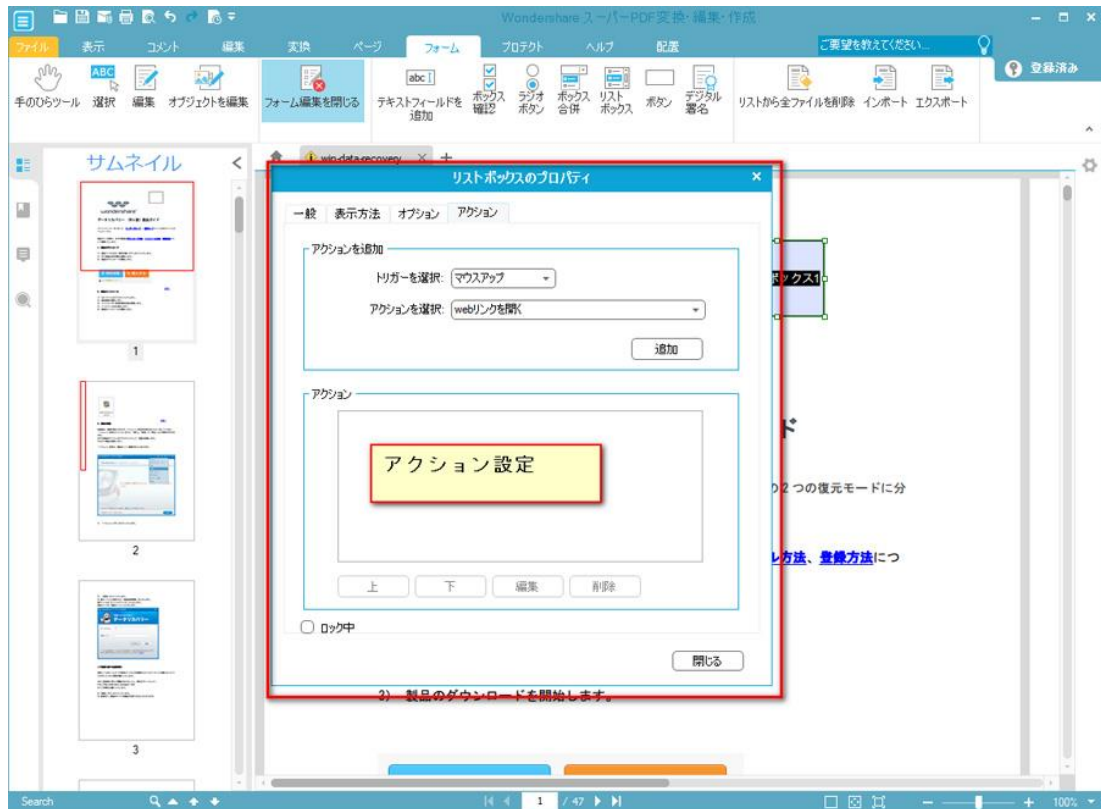 Wondershare スーパーPDF変換・編集・作成
ファイル 表示 コメント 編集 変換 ページ フォーム プロテクト ヘルプ 配置 ご要望を教えてください...
登録済み
ABC
abc I
手のひらツール 選択 編集 オブジェクトを編集 フォーム編集を閉じる テキストフィールドを追加 ボックス確認 ラジオボタン ボックス合併 リストボックス ボタン デジタル署名 リストから全ファイルを削除 インポート エクスポート
サムネイル
win-data-recovery
リストボックスのプロパティ
一般 表示方法 オプション アクション
アクションを追加
トリガーを選択: マウスアップ
アクションを選択: webリンクを開く
追加
アクション
アクション設定
上 下 編集 削除
ロック中
閉じる
ボックス1
ド
の2つの復元モードに分
ル方法、登録方法につ
3) 製品のダウンロードを開始します。
1
2
3
Search
1 / 47
100%